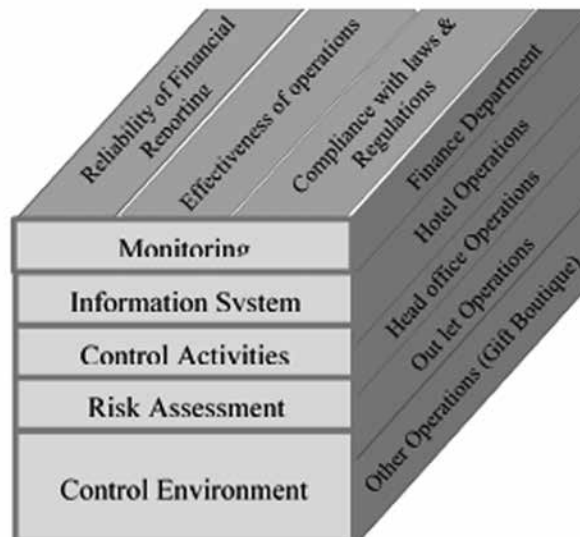 Reliability of Financial
Reporting
Effectiveness of operations
Compliance with laws &
Regulations
Finance Department
Hotel Operations
Head office Operations
Out let Operations
Other Operations (Gift Boutique)
Monitoring
Information System
Control Activities
Risk Assessment
Control Environment